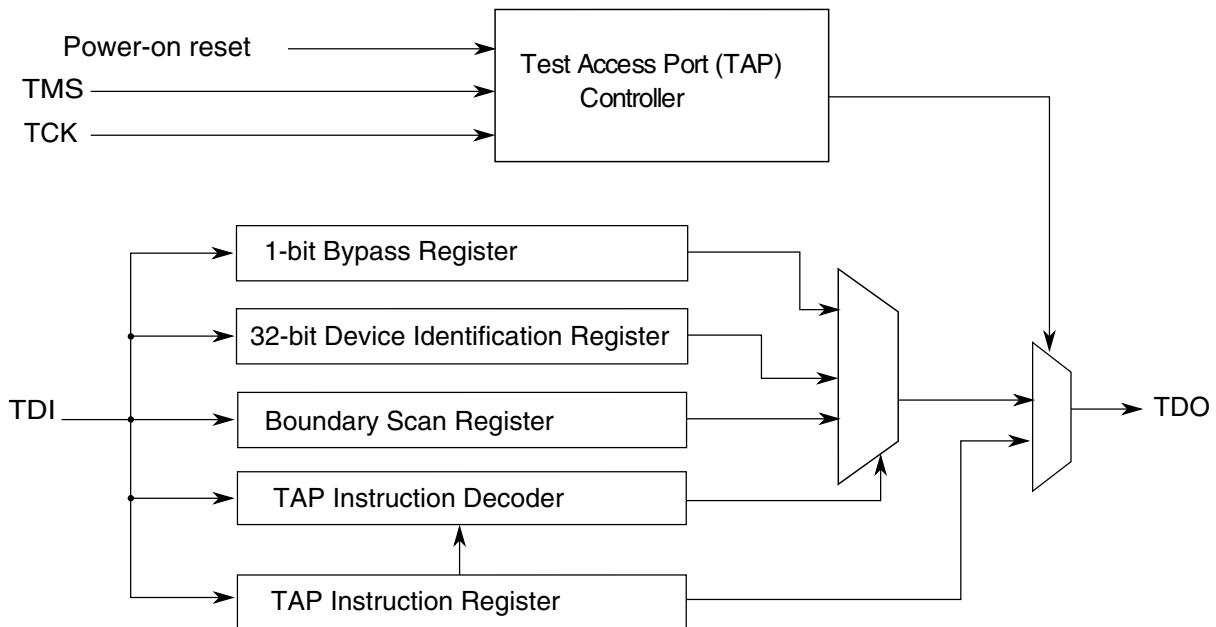 Power-on reset
TMS
TCK
Test Access Port (TAP)
Controller
1-bit Bypass Register
32-bit Device Identification Register
TDI
Boundary Scan Register
TDO
TAP Instruction Decoder
TAP Instruction Register